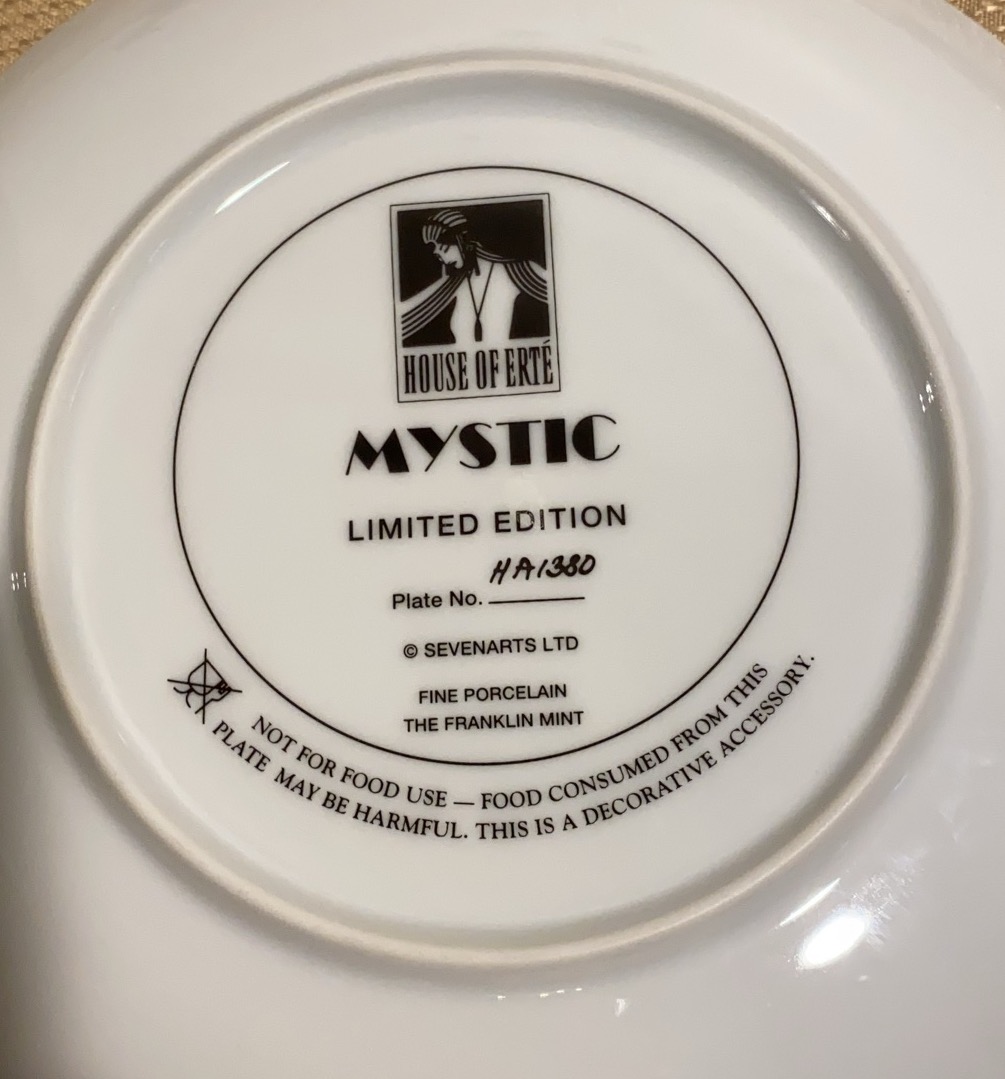 HOUSE OF ERTÉ
MYSTIC
LIMITED EDITION
HA1380
Plate No.
© SEVENARTS LTD
FINE PORCELAIN
THE FRANKLIN MINT
NOT FOR FOOD USE — FOOD CONSUMED FROM THIS
PLATE MAY BE HARMFUL. THIS IS A DECORATIVE ACCESSORY.